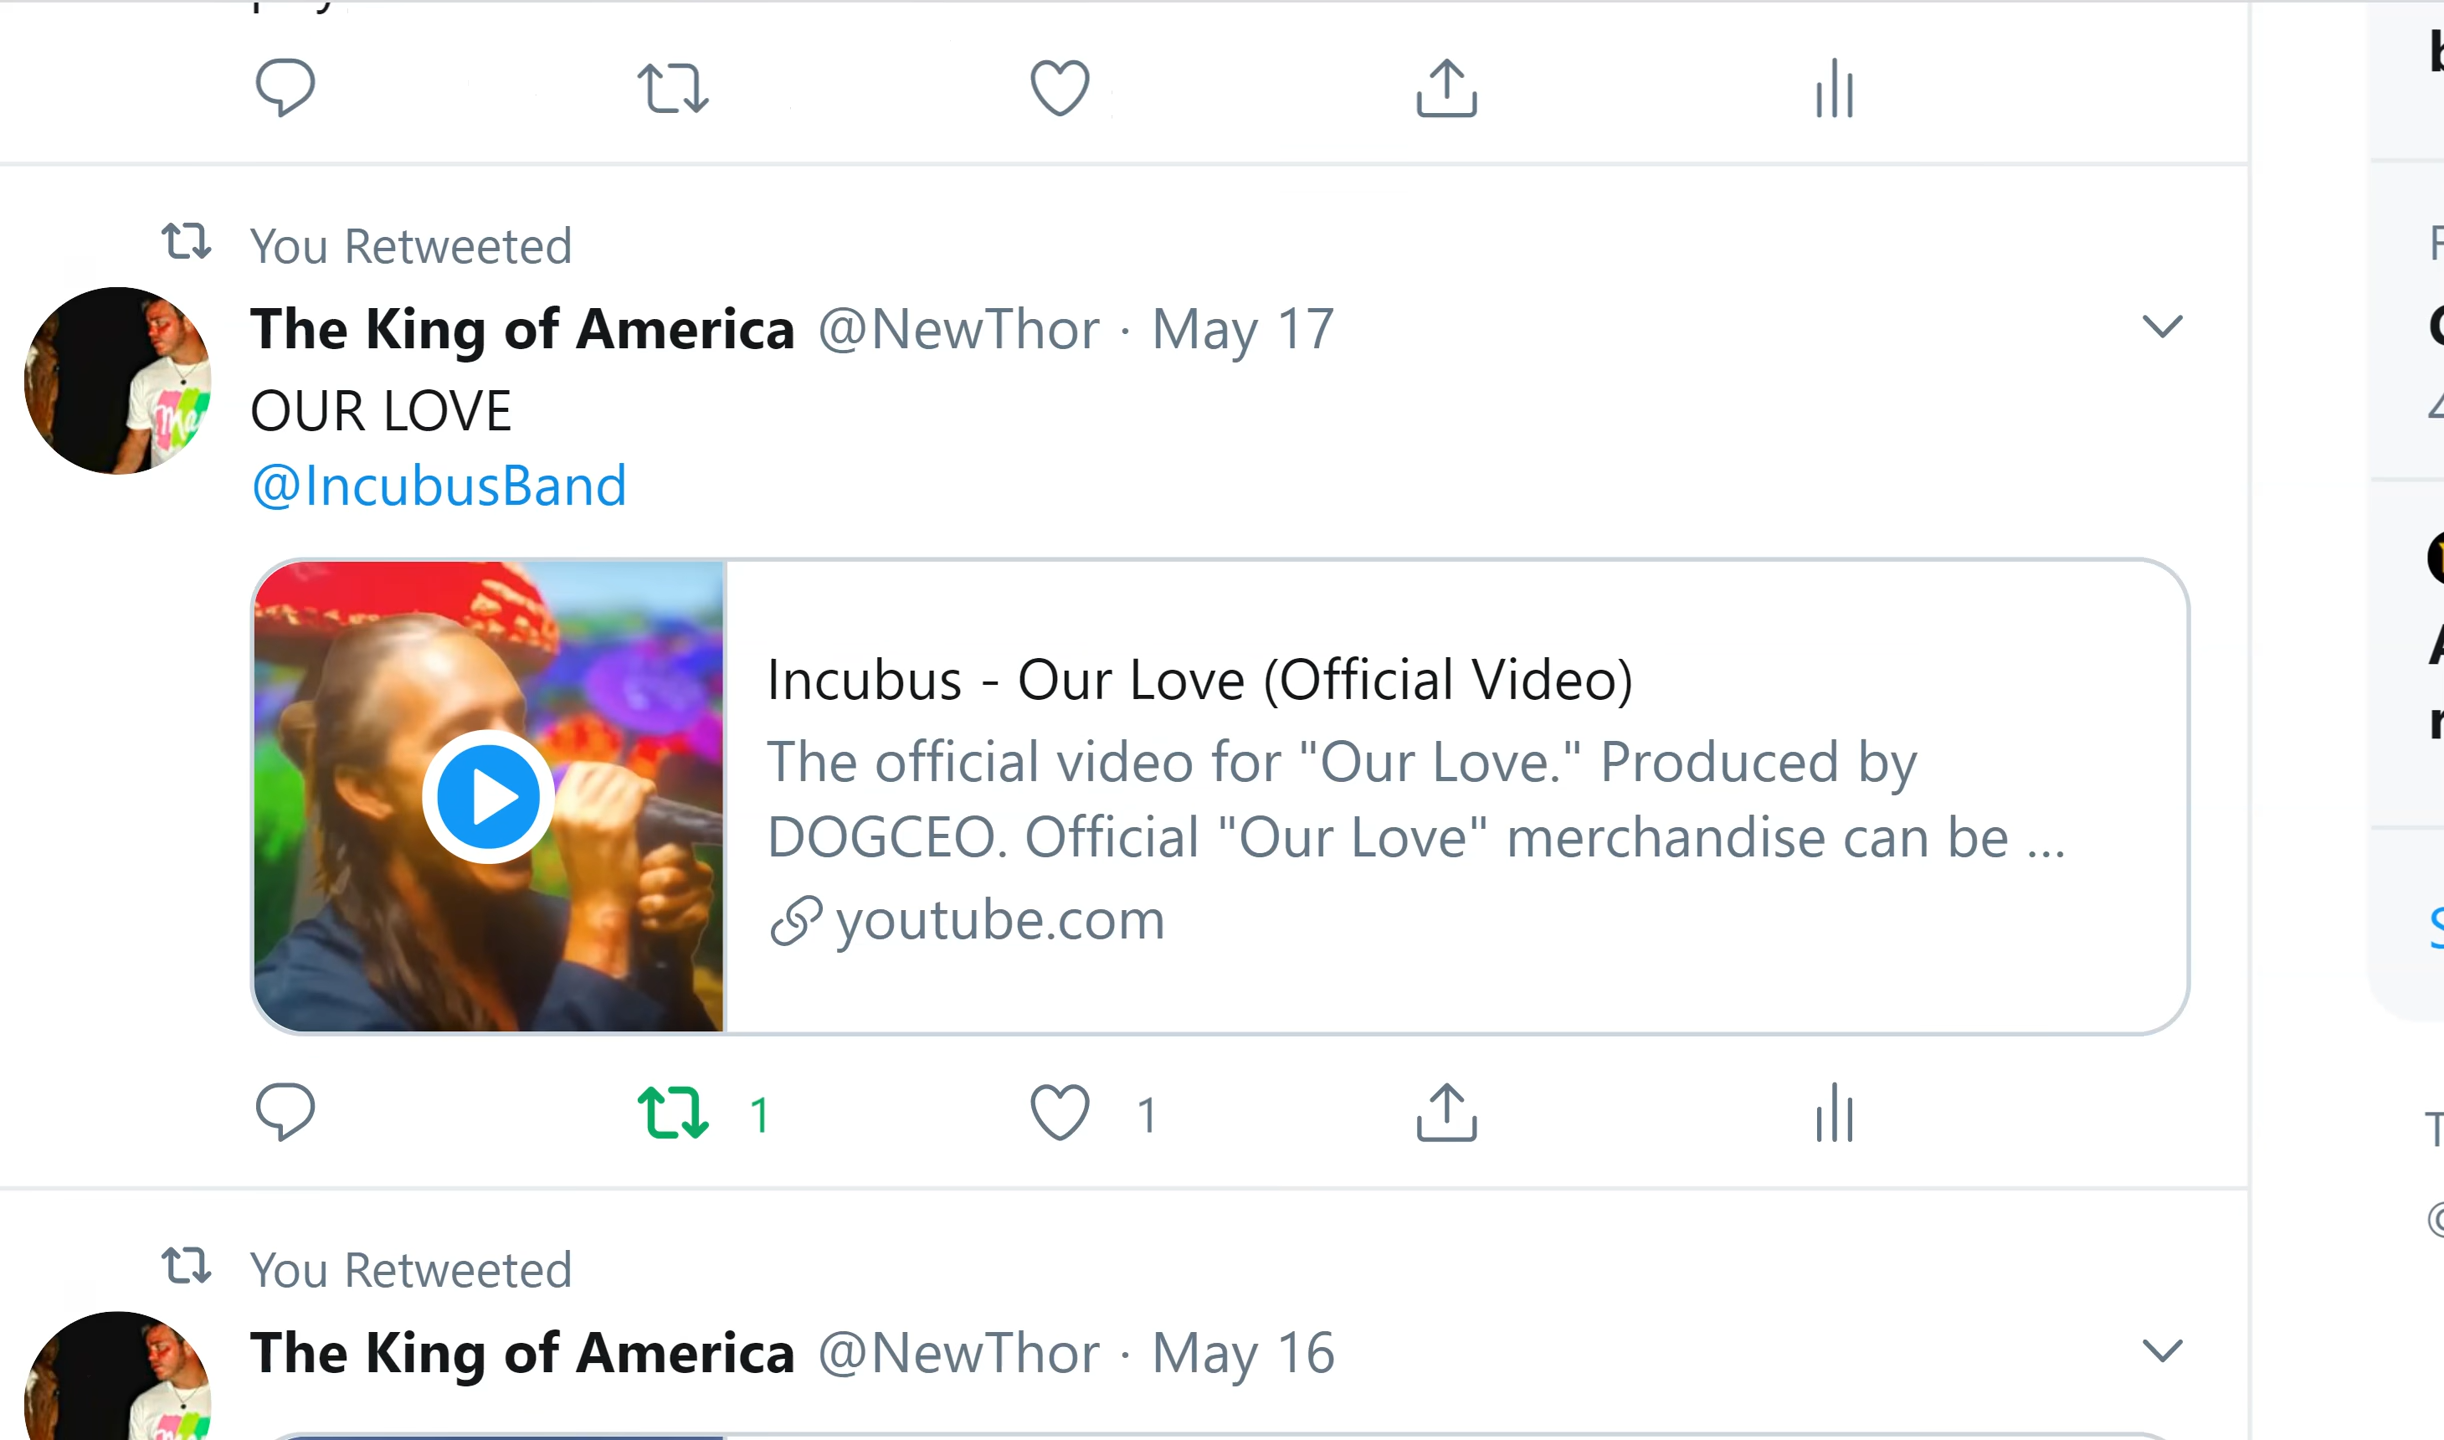 You Retweeted
The King of America @NewThor · May 17
OUR LOVE
@IncubusBand
Incubus - Our Love (Official Video)
The official video for "Our Love." Produced by
DOGCEO. Official "Our Love" merchandise can be ...
youtube.com
1 1
You Retweeted
The King of America @NewThor · May 16